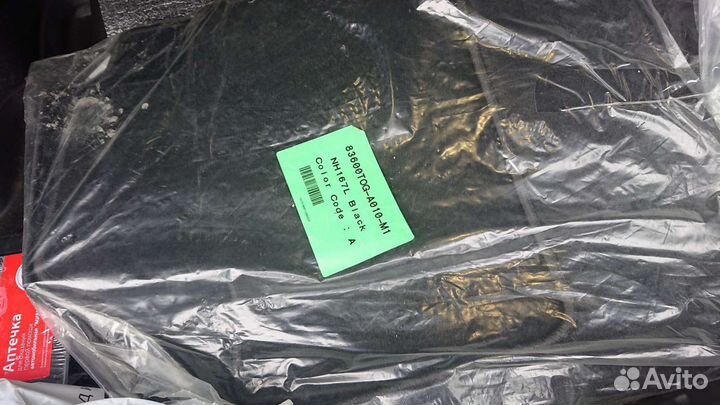 83600TOG-A010-M1
NH167L Black
Color Code : A
Аптечка
Avito